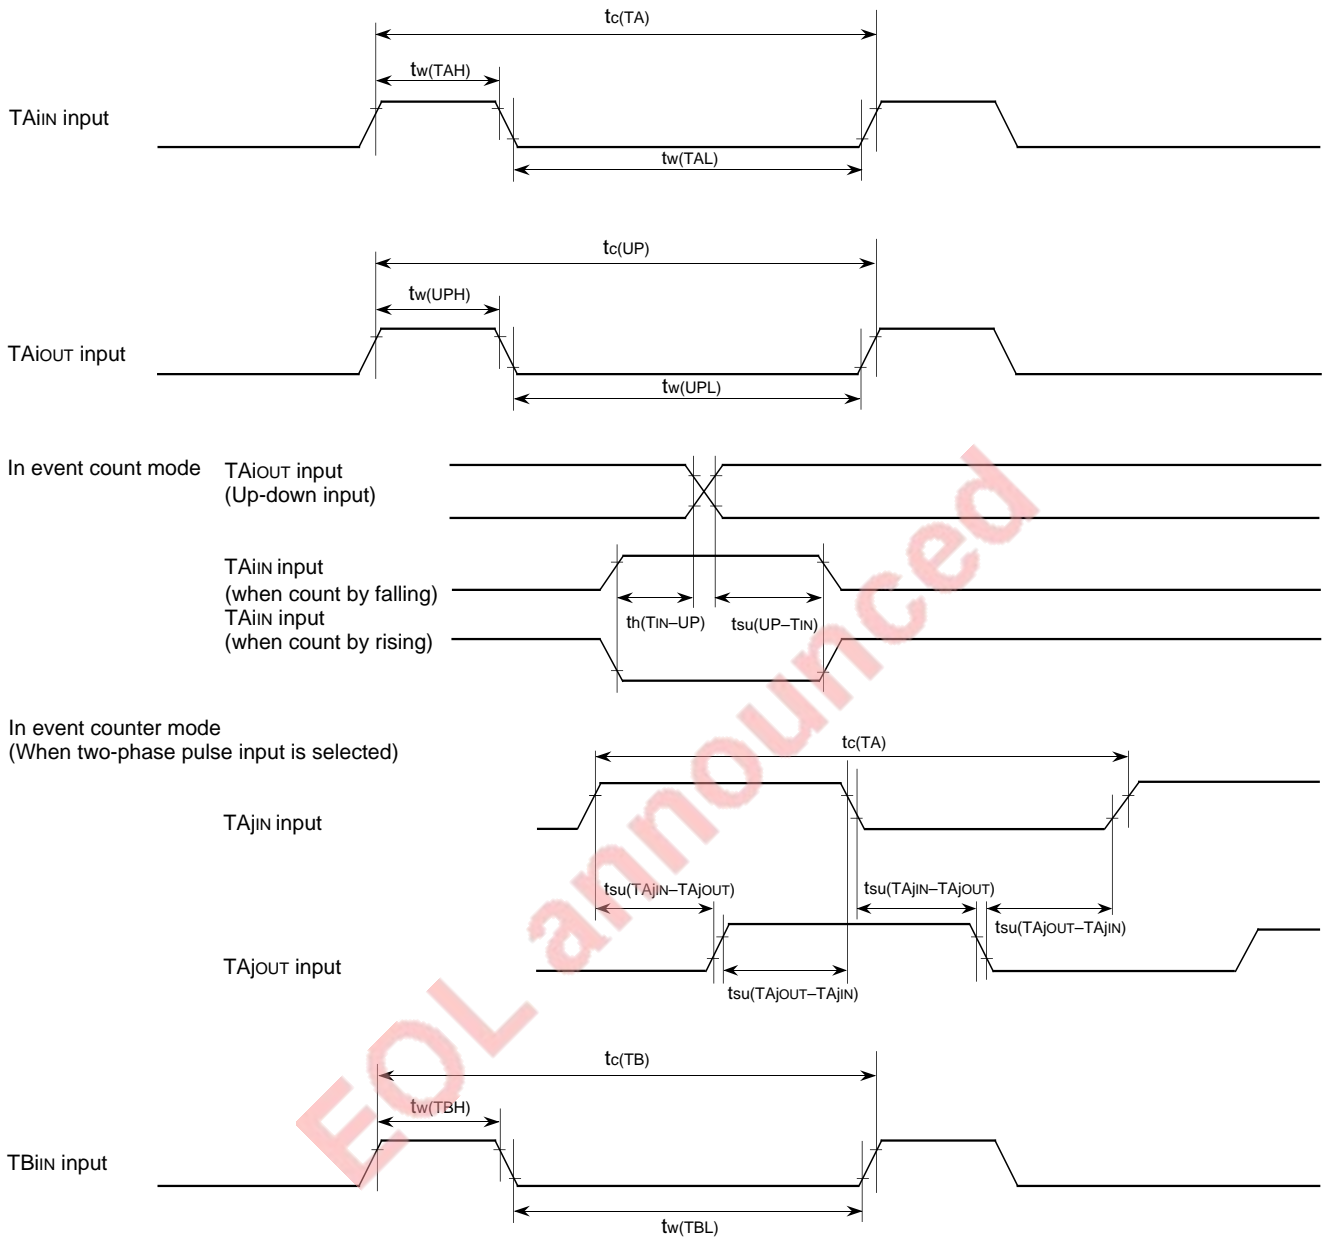 tc(TA)
tw(TAH)
TAiIN input
tw(TAL)
tc(UP)
tw(UPH)
TAiOUT input
tw(UPL)
In event count mode
TAiOUT input
(Up-down input)
TAiIN input
(when count by falling)
TAiIN input
(when count by rising)
th(TIN–UP)
tsu(UP–TIN)
In event counter mode
(When two-phase pulse input is selected)
tc(TA)
TAjIN input
tsu(TAjIN–TAjOUT)
tsu(TAjIN–TAjOUT)
tsu(TAjOUT–TAjIN)
TAjOUT input
tsu(TAjOUT–TAjIN)
tc(TB)
tw(TBH)
TBiIN input
tw(TBL)
EOL announced